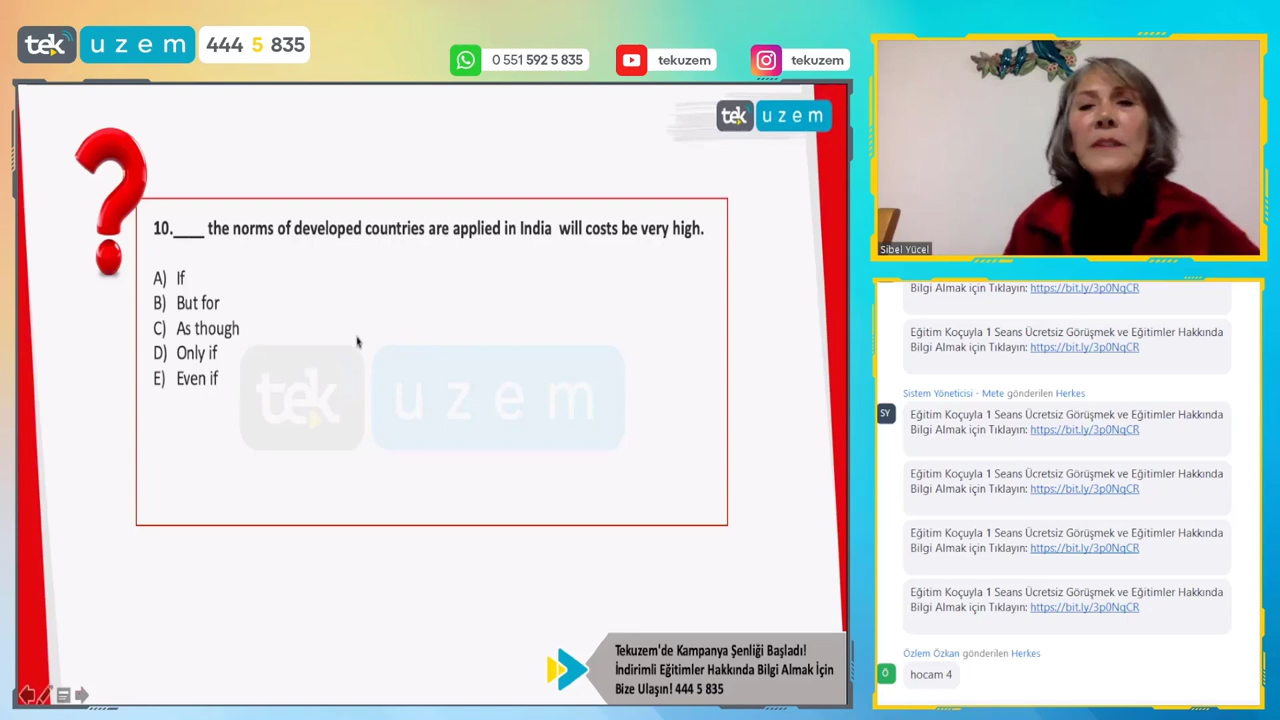 tek uzem 444 5 835
0 551 592 5 835
tekuzem
tekuzem
tek uzem
10.____ the norms of developed countries are applied in India will costs be very high.
A) If
B) But for
C) As though
D) Only if
E) Even if
tek uzem
Tekuzem'de Kampanya Şenliği Başladı!
İndirimli Eğitimler Hakkında Bilgi Almak İçin
Bize Ulaşın! 444 5 835
Sibel Yücel
Bilgi Almak için Tıklayın: https://bit.ly/3p0NqCR
Eğitim Koçuyla 1 Seans Ücretsiz Görüşmek ve Eğitimler Hakkında
Bilgi Almak için Tıklayın: https://bit.ly/3p0NqCR
Sistem Yöneticisi - Mete gönderilen Herkes
SY
Eğitim Koçuyla 1 Seans Ücretsiz Görüşmek ve Eğitimler Hakkında
Bilgi Almak için Tıklayın: https://bit.ly/3p0NqCR
Eğitim Koçuyla 1 Seans Ücretsiz Görüşmek ve Eğitimler Hakkında
Bilgi Almak için Tıklayın: https://bit.ly/3p0NqCR
Eğitim Koçuyla 1 Seans Ücretsiz Görüşmek ve Eğitimler Hakkında
Bilgi Almak için Tıklayın: https://bit.ly/3p0NqCR
Eğitim Koçuyla 1 Seans Ücretsiz Görüşmek ve Eğitimler Hakkında
Bilgi Almak için Tıklayın: https://bit.ly/3p0NqCR
Özlem Özkan gönderilen Herkes
Ö
hocam 4